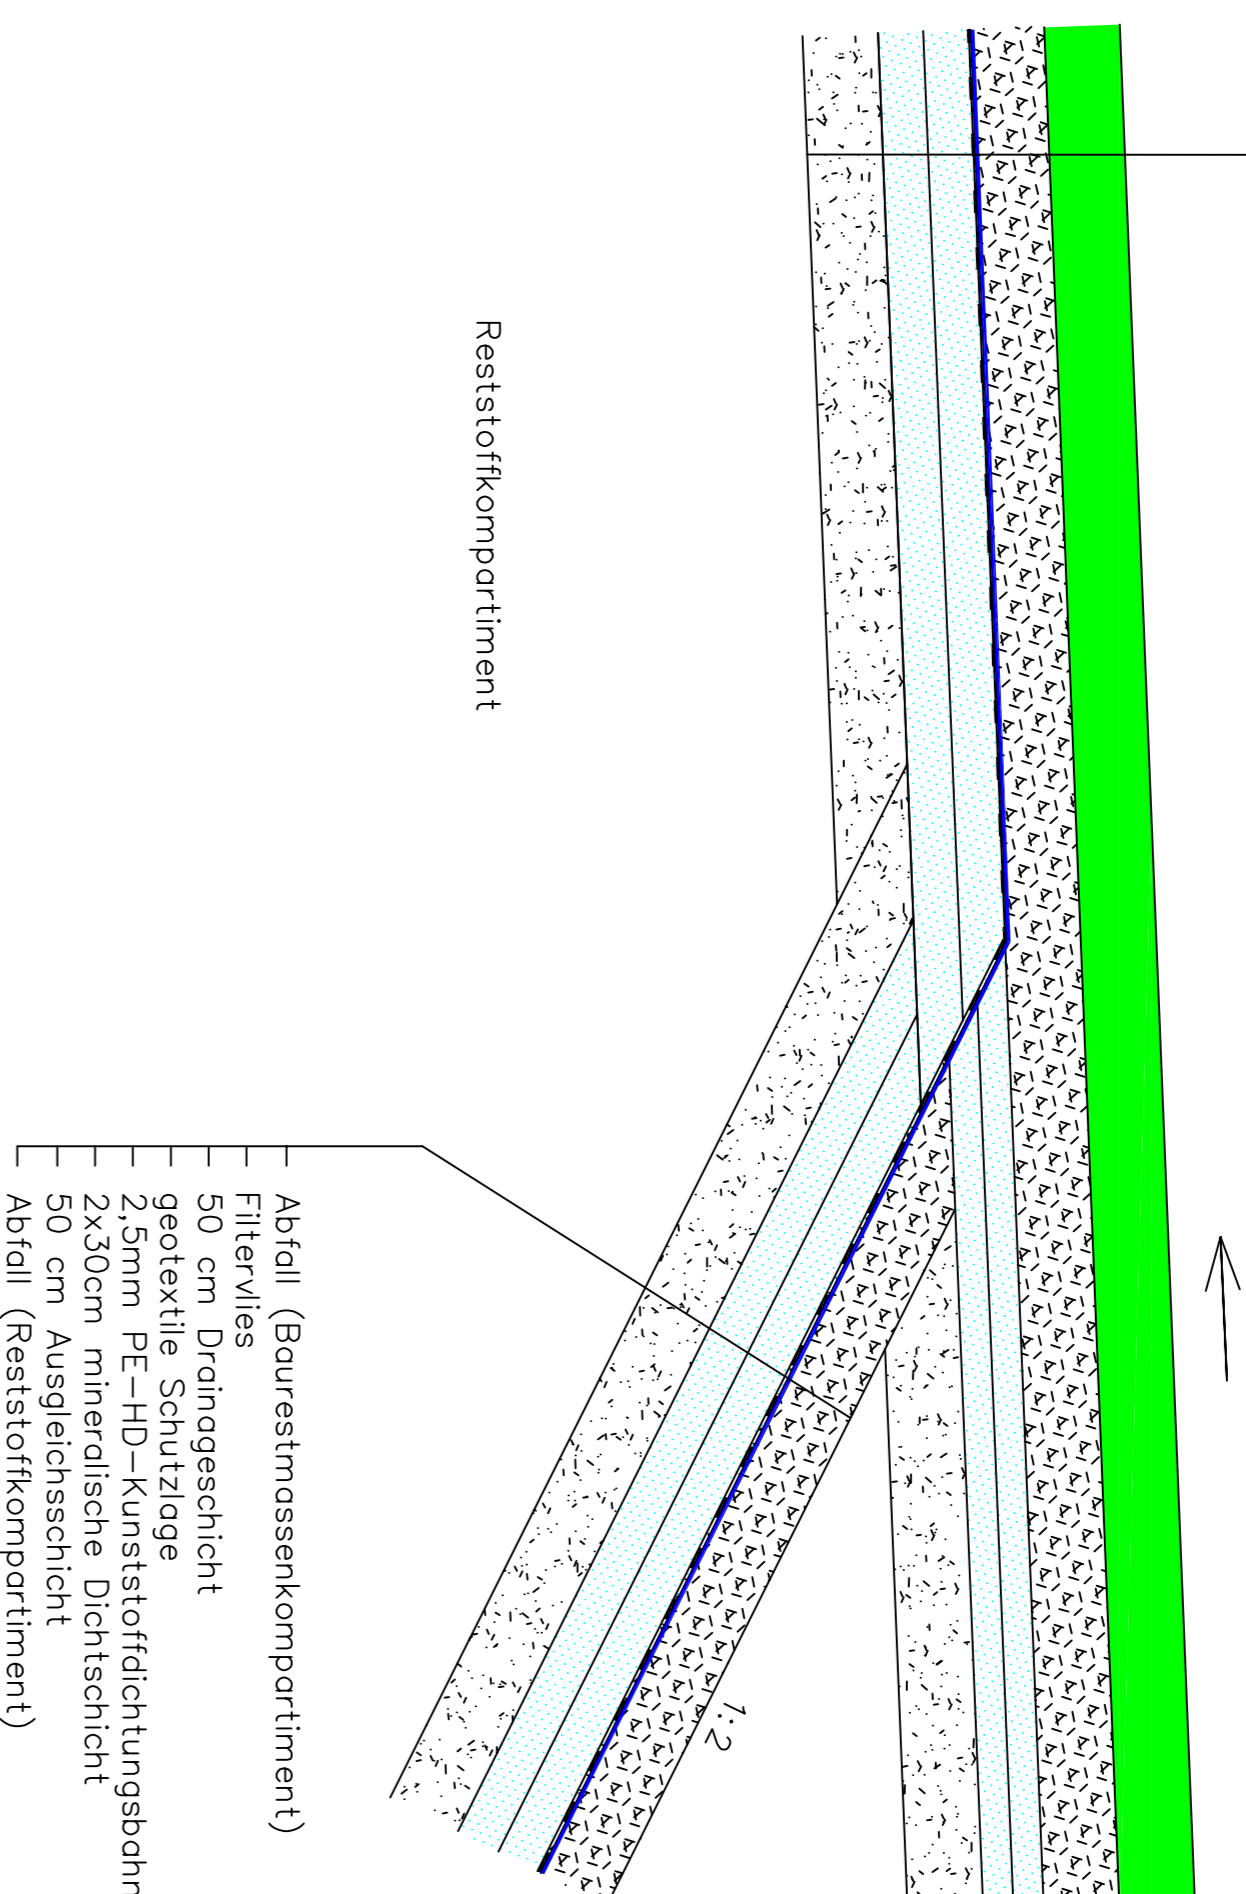 Reststoffkompartiment
1:2
Abfall (Baurestmassenkompartiment)
Filtervlies
50 cm Drainageschicht
geotextile Schutzlage
2,5mm PE-HD-Kunststoffdichtungsbahn
2x30cm mineralische Dichtschicht
50 cm Ausgleichsschicht
Abfall (Reststoffkompartiment)